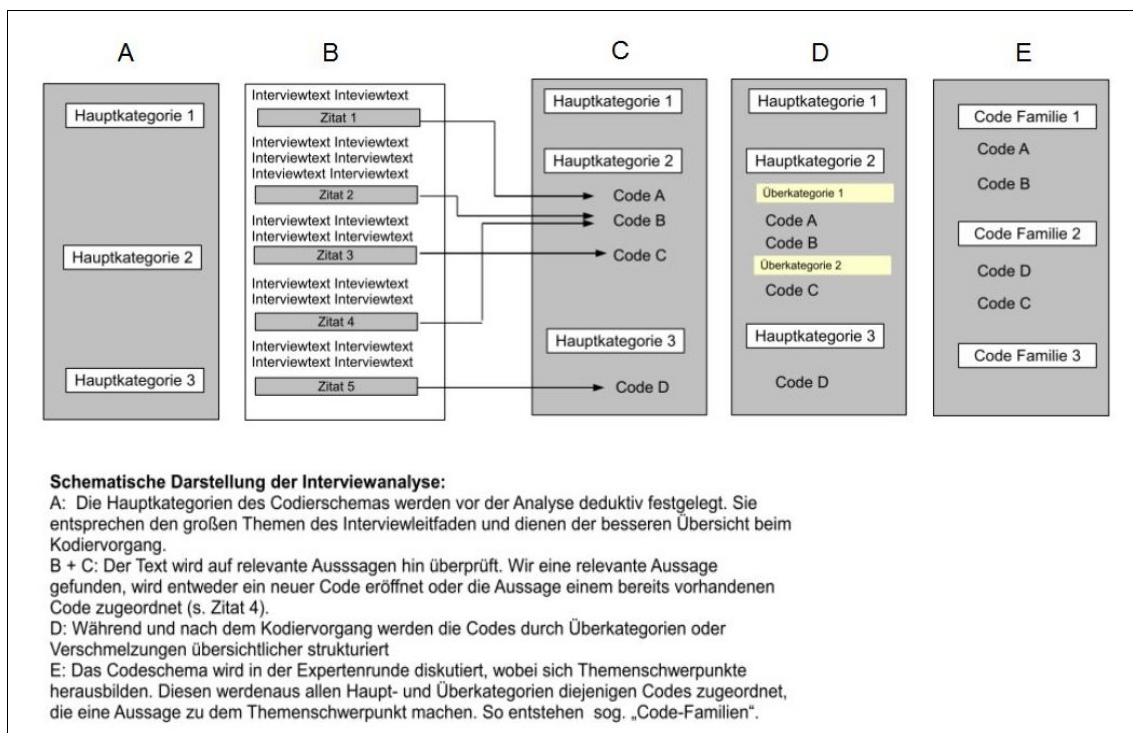 A
B
C
D
E
Hauptkategorie 1
Hauptkategorie 2
Hauptkategorie 3
Interviewtext Inteviewtext
Zitat 1
Interviewtext Inteviewtext
Interviewtext Interviewtext
Inteviewtext Interviewtext
Zitat 2
Interviewtext Inteviewtext
Interviewtext Interviewtext
Zitat 3
Interviewtext Inteviewtext
Interviewtext Interviewtext
Zitat 4
Interviewtext Inteviewtext
Interviewtext Interviewtext
Zitat 5
Hauptkategorie 1
Hauptkategorie 2
Code A
Code B
Code C
Hauptkategorie 3
Code D
Hauptkategorie 1
Hauptkategorie 2
Überkategorie 1
Code A
Code B
Überkategorie 2
Code C
Hauptkategorie 3
Code D
Code Familie 1
Code A
Code B
Code Familie 2
Code D
Code C
Code Familie 3
Schematische Darstellung der Interviewanalyse:
A: Die Hauptkategorien des Codierschemas werden vor der Analyse deduktiv festgelegt. Sie
entsprechen den großen Themen des Interviewleitfaden und dienen der besseren Übersicht beim
Kodiervorgang.
B + C: Der Text wird auf relevante Ausssagen hin überprüft. Wir eine relevante Aussage
gefunden, wird entweder ein neuer Code eröffnet oder die Aussage einem bereits vorhandenen
Code zugeordnet (s. Zitat 4).
D: Während und nach dem Kodiervorgang werden die Codes durch Überkategorien oder
Verschmelzungen übersichtlicher strukturiert
E: Das Codeschema wird in der Expertenrunde diskutiert, wobei sich Themenschwerpunkte
herausbilden. Diesen werdenaus allen Haupt- und Überkategorien diejenigen Codes zugeordnet,
die eine Aussage zu dem Themenschwerpunkt machen. So entstehen sog. „Code-Familien“.